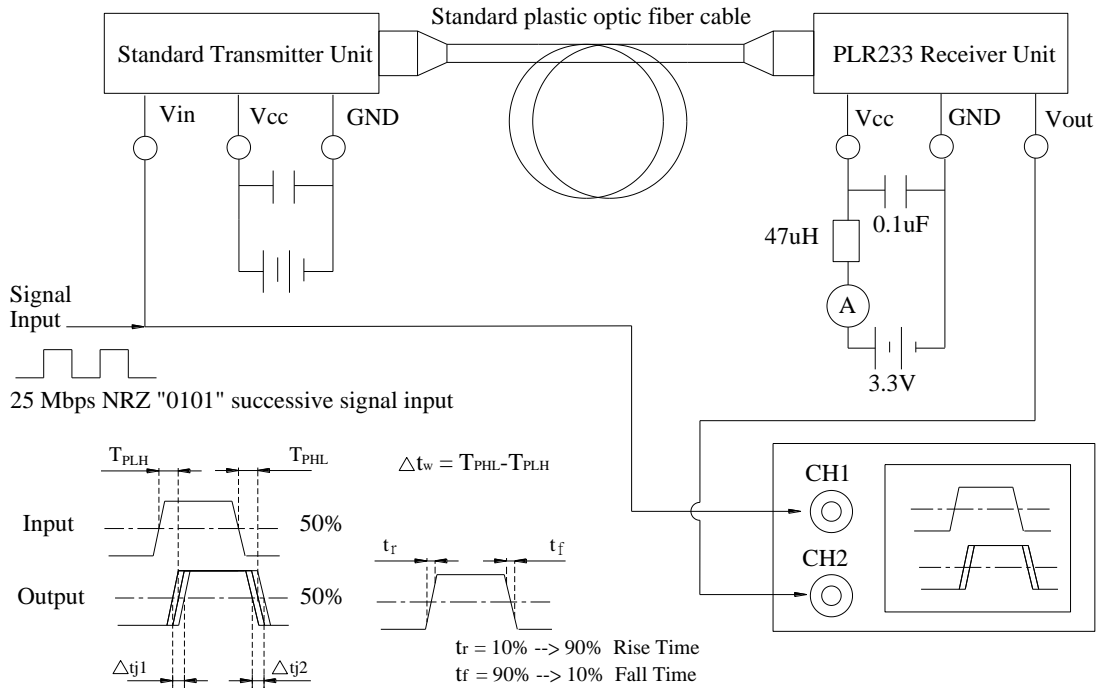 Standard plastic optic fiber cable
Standard Transmitter Unit
PLR233 Receiver Unit
Vin
Vcc
GND
Vcc
GND
Vout
0.1uF
47uH
A
3.3V
Signal
Input
25 Mbps NRZ "0101" successive signal input
TPLH
TPHL
△tw = TPHL-TPLH
CH1
Input
50%
tr
tf
CH2
Output
50%
tr = 10% --> 90% Rise Time
tf = 90% --> 10% Fall Time
△tj1
△tj2